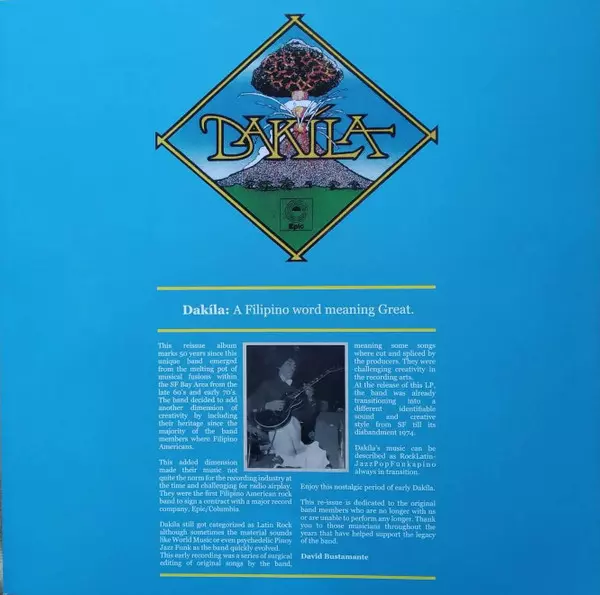 DAKÍLA
Epic
Dakíla: A Filipino word meaning Great.
This reissue album
marks 50 years since this
unique band emerged
from the melting pot of
musical fusions within
the SF Bay Area from the
late 60's and early 70's.
The band decided to add
another dimension of
creativity by including
their heritage since the
majority of the band
members where Filipino
Americans.
This added dimension
made their music not
quite the norm for the recording industry at
the time and challenging for radio airplay.
They were the first Filipino American rock
band to sign a contract with a major record
company. Epic/Columbia.
Dakila still got categorized as Latin Rock
although sometimes the material sounds
like World Music or even psychedelic Pinoy
Jazz Funk as the band quickly evolved.
This early recording was a series of surgical
editing of original songs by the band,
meaning some songs
where cut and spliced by
the producers. They were
challenging creativity in
the recording arts.
At the release of this LP,
the band was already
transitioning into a
different identifiable
sound and creative
style from SF till its
disbandment 1974.
Dakila's music can be
described as RockLatin-
JazzPopFunkapino
always in transition.
Enjoy this nostalgic period of early Dakila.
This re-issue is dedicated to the original
band members who are no longer with us
or are unable to perform any longer. Thank
you to those musicians throughout the
years that have helped support the legacy
of the band.
David Bustamante